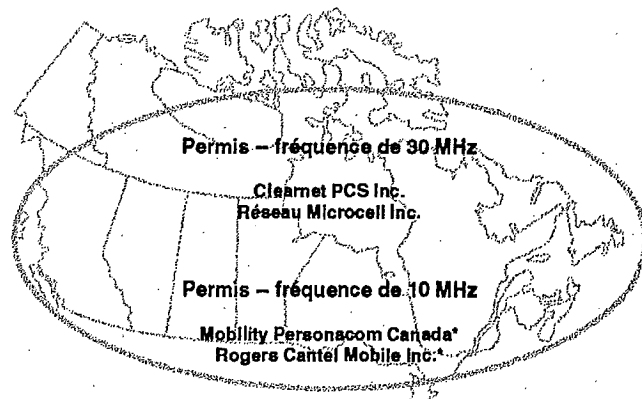 Permis – fréquence de 30 MHz
Clearnet PCS Inc.
Réseau Microcell Inc.
Permis – fréquence de 10 MHz
Mobility Personacom Canada*
Rogers Cantel Mobile Inc.*